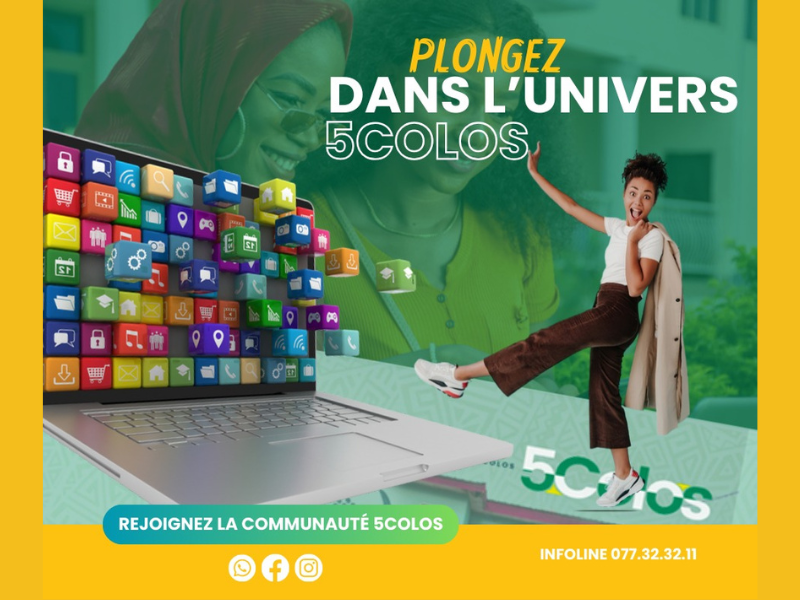 PLONGEZ
DANS L'UNIVERS
5COLOS
5Colos
REJOIGNEZ LA COMMUNAUTÉ 5COLOS
INFOLINE 077.32.32.11